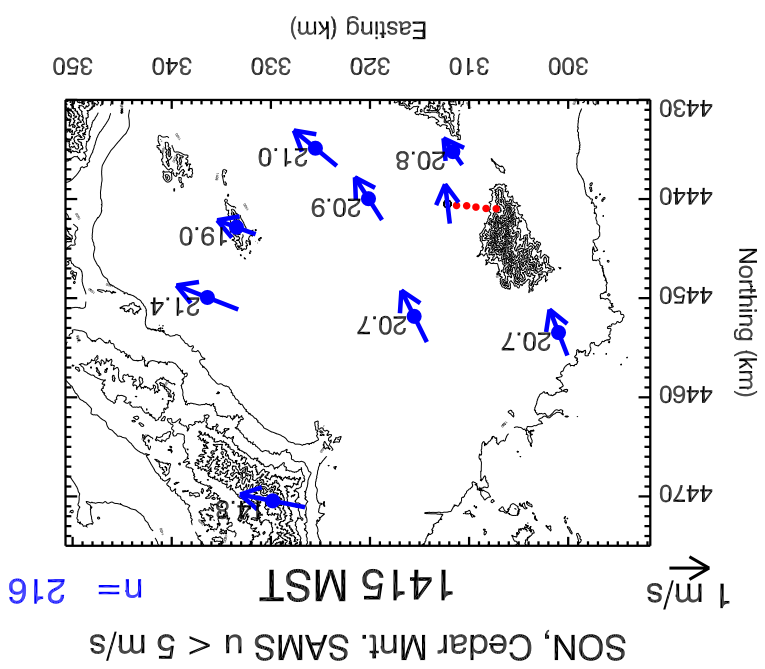 SON, Cedar Mnt. SAMS u < 5 m/s
1 m/s
1415 MST
n= 216
Northing (km)
4470
4460
4450
4440
4430
14.8
20.7
20.7
21.4
19.0
20.9
20.8
21.0
300 310 320 330 340 350
Easting (km)